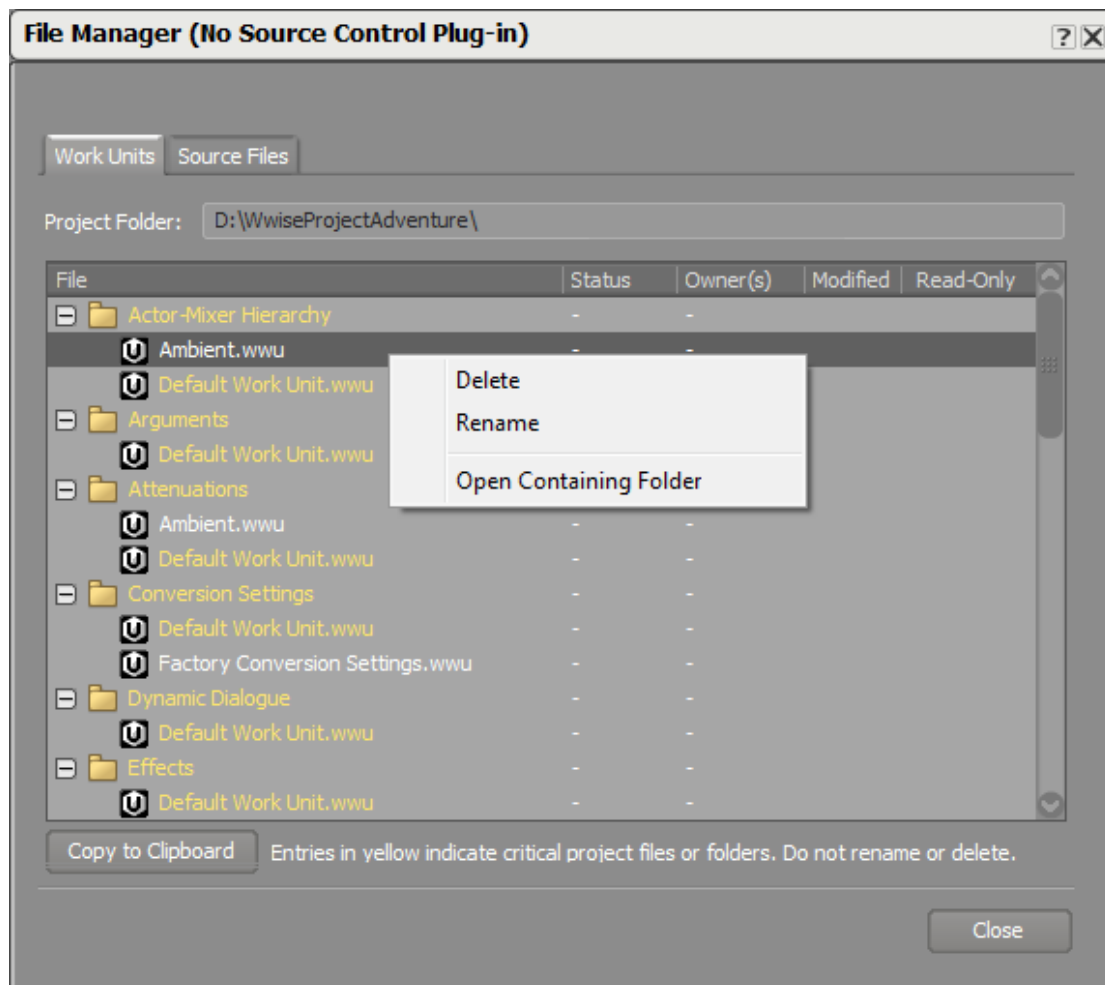 File Manager (No Source Control Plug-in)
Work Units Source Files
Project Folder: D:\WwiseProjectAdventure\
File Status Owner(s) Modified Read-Only
Actor-Mixer Hierarchy - -
Ambient.wwu - -
Default Work Unit.wwu
Arguments
Default Work Unit.wwu
Attenuations
Delete
Rename
Open Containing Folder
Ambient.wwu - -
Default Work Unit.wwu - -
Conversion Settings - -
Default Work Unit.wwu - -
Factory Conversion Settings.wwu - -
Dynamic Dialogue - -
Default Work Unit.wwu - -
Effects - -
Default Work Unit.wwu - -
Copy to Clipboard Entries in yellow indicate critical project files or folders. Do not rename or delete.
Close